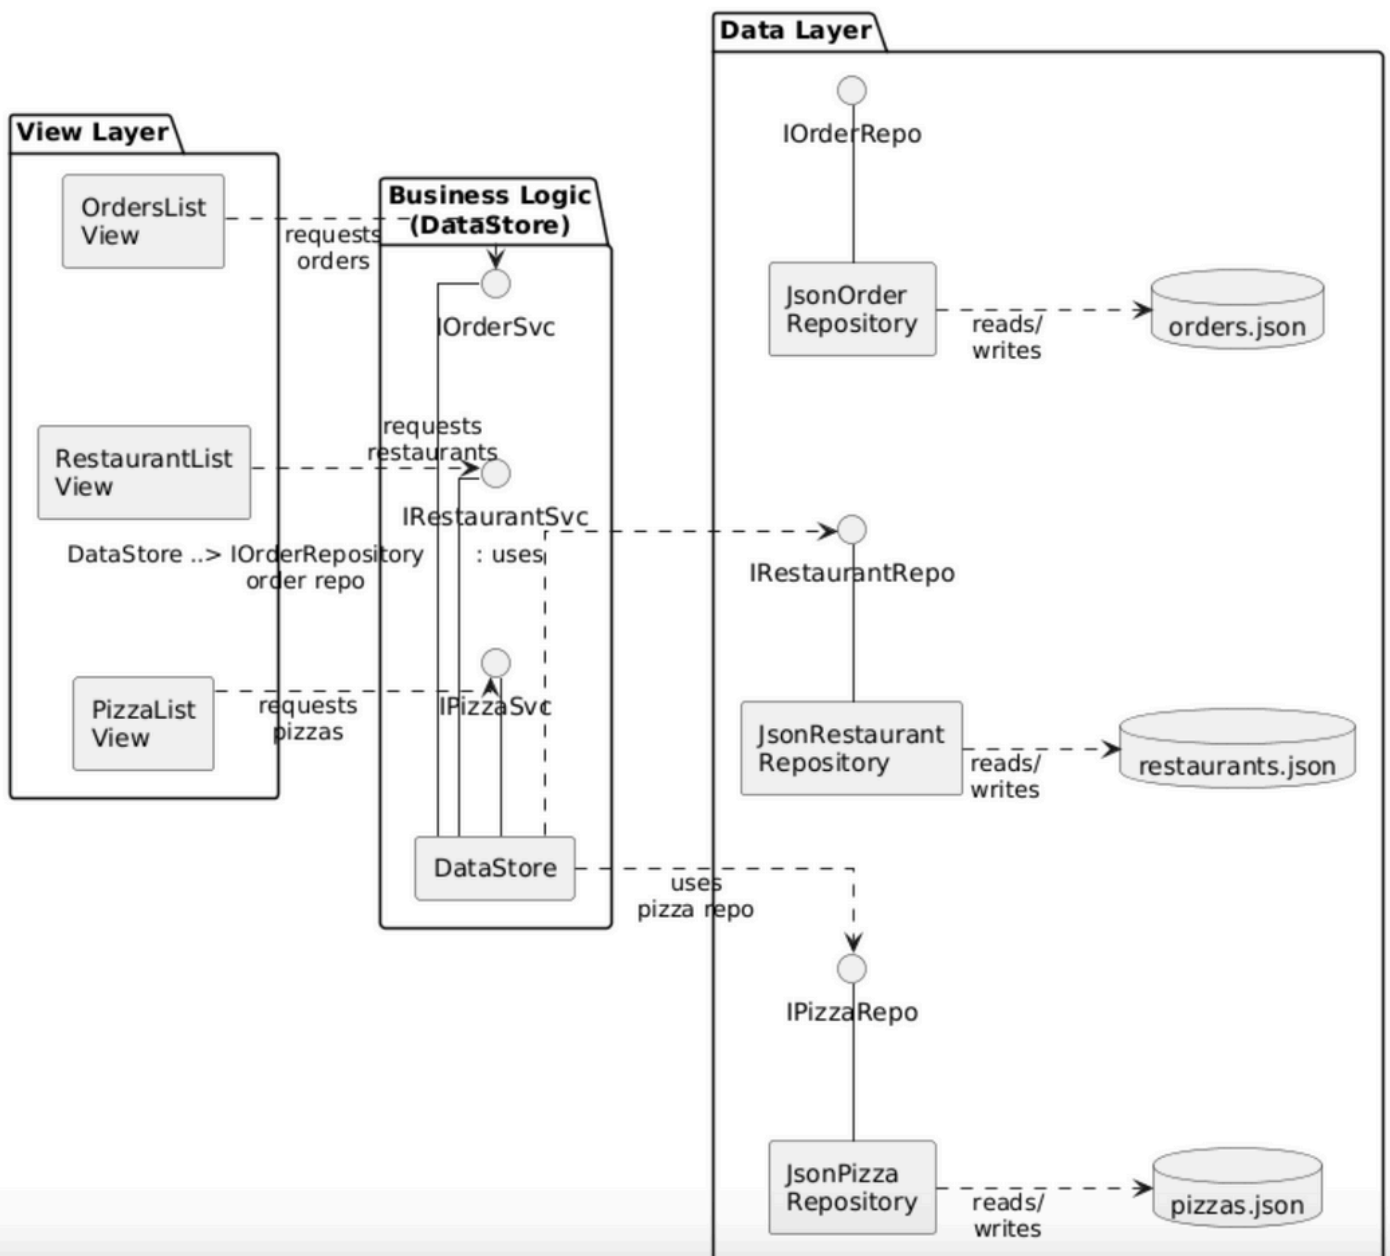 Data Layer
IOrderRepo
View Layer
OrdersList
View
Business Logic
(DataStore)
requests
orders
IOrderSvc
JsonOrder
Repository
reads/
writes
orders.json
requests
restaurants
RestaurantList
View
IRestaurantSvc
DataStore ..> IOrderRepository : uses
order repo
IRestaurantRepo
PizzaList
View
requests
pizzas
IPizzaSvc
JsonRestaurant
Repository
reads/
writes
restaurants.json
DataStore
uses
pizza repo
IPizzaRepo
JsonPizza
Repository
reads/
writes
pizzas.json